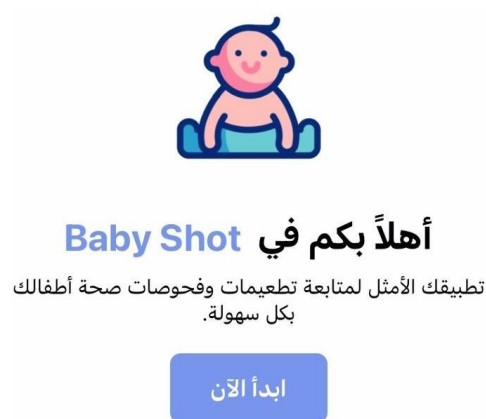 أهلاً بكم في Baby Shot
تطبيقك الأمثل لمتابعة تطعيمات وفحوصات صحة أطفالك
بكل سهولة.
ابدأ الآن